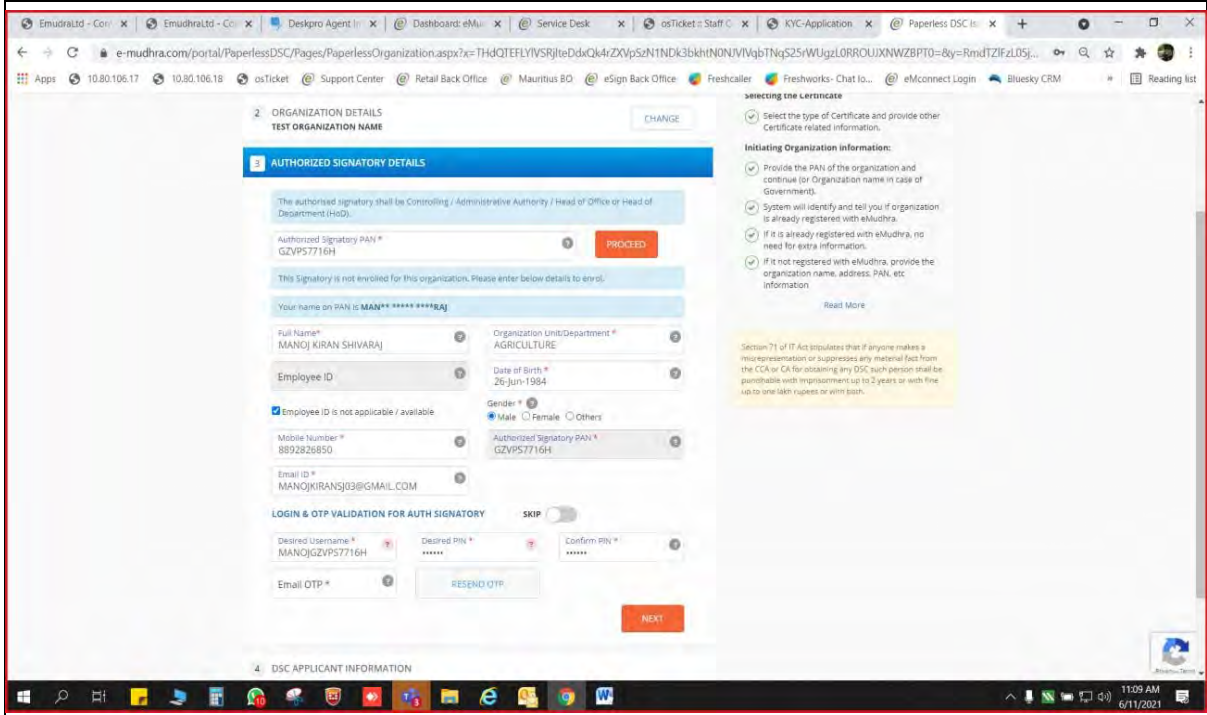 EmudraLtd - Con
EmudhraLtd - Co
Deskpro Agent In
Dashboard: eMu
Service Desk
osTicket :: Staff C
KYC-Application
Paperless DSC is
e-mudhra.com/portal/PaperlessDSC/Pages/PaperlessOrganization.aspx?x=
Apps
10.80.106.17
10.80.106.18
osTicket
Support Center
Retail Back Office
Mauritius BO
eSign Back Office
Freshcaller
Freshworks- Chat lo...
eMconnect Login
Bluesky CRM
»
Reading list
2 ORGANIZATION DETAILS
TEST ORGANIZATION NAME
CHANGE
3 AUTHORIZED SIGNATORY DETAILS
The authorised signatory shall be Controlling / Administrative Authority / Head of Office or Head of
Department (HoD).
Authorized Signatory PAN *
GZVPS7716H
PROCEED
This Signatory is not enrolled for this organization. Please enter below details to enrol.
Your name on PAN is MAN** ***** ****RAJ
Full Name*
MANOJ KIRAN SHIVARAJ
Organization Unit/Department *
AGRICULTURE
Employee ID
Date of Birth *
26-Jun-1984
Employee ID is not applicable / available
Gender *
Male Female Others
Mobile Number *
8892826850
Authorized Signatory PAN *
GZVPS7716H
Email ID *
MANOJKIRANSJ03@GMAIL.COM
LOGIN & OTP VALIDATION FOR AUTH SIGNATORY SKIP
Desired Username *
MANOJGZVPS7716H
Desired PIN *
••••••
Confirm PIN *
••••••
Email OTP *
RESEND OTP
NEXT
4 DSC APPLICANT INFORMATION
Selecting the Certificate
Select the type of Certificate and provide other
Certificate related information.
Initiating Organization information:
Provide the PAN of the organization and
continue (or Organization name in case of
Government).
System will identify and tell you if organization
is already registered with eMudhra.
If it is already registered with eMudhra, no
need for extra information.
If it not registered with eMudhra, provide the
organization name, address, PAN, etc
information
Read More
Section 71 of IT Act stipulates that if anyone makes a
misrepresentation or suppresses any material fact from
the CCA or CA for obtaining any DSC such person shall be
punishable with imprisonment up to 2 years or with fine
up to one lakh rupees or with both.
11:09 AM
6/11/2021